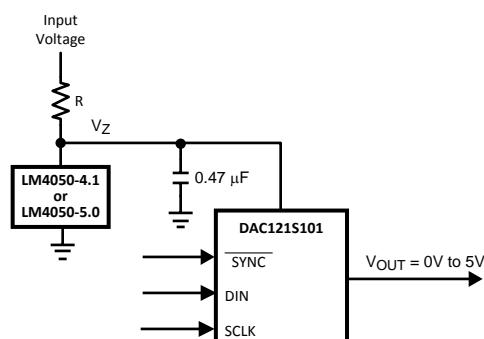 Input
Voltage
R
VZ
LM4050-4.1
or
LM4050-5.0
0.47 μF
DAC121S101
SYNC
DIN
SCLK
VOUT = 0V to 5V